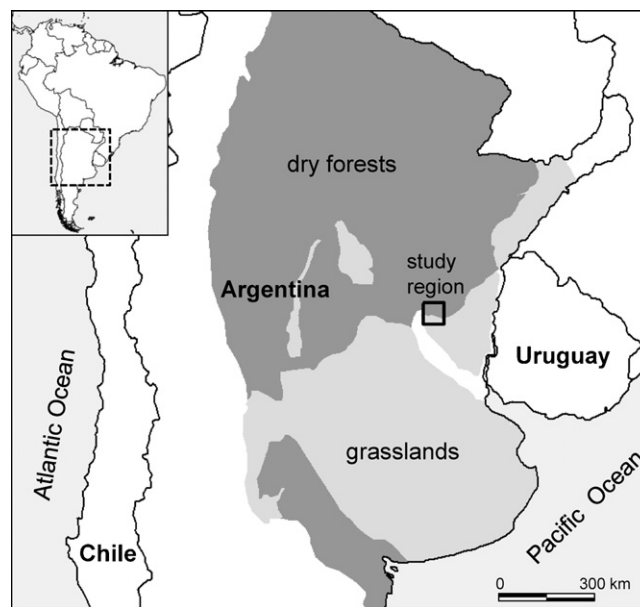 dry forests
study
region
Argentina
Uruguay
Atlantic Ocean
grasslands
Pacific Ocean
Chile
0 300 km